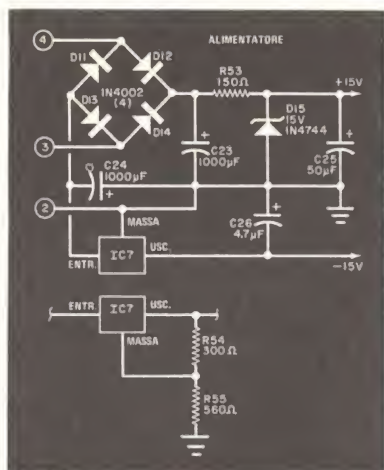 ALIMENTATORE
4
D11
D12
R53
150Ω
+15V
1N4002
(4)
D15
15V
1N4744
D13
D14
3
C23
1000µF
C25
50µF
C24
1000µF
2
MASSA
C26
4.7µF
ENTR.
IC7
USC.
−15V
ENTR.
IC7
USC.
MASSA
R54
300Ω
R55
560Ω